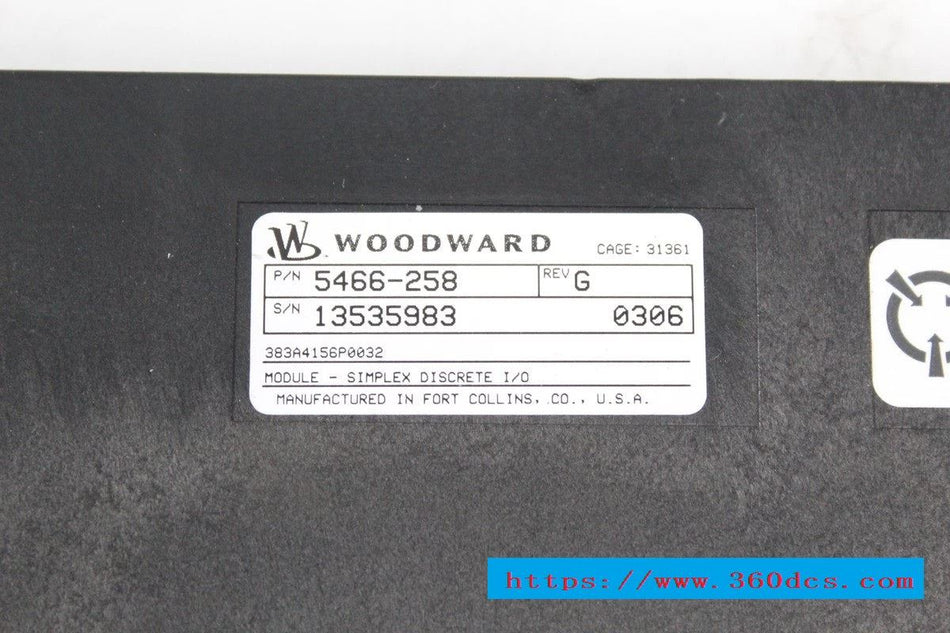 WOODWARD CAGE: 31361
P/N 5466-258 REV G
S/N 13535983 0306
383A4156P0032
MODULE - SIMPLEX DISCRETE I/O
MANUFACTURED IN FORT COLLINS, CO., U.S.A.
https://www.360dcs.com